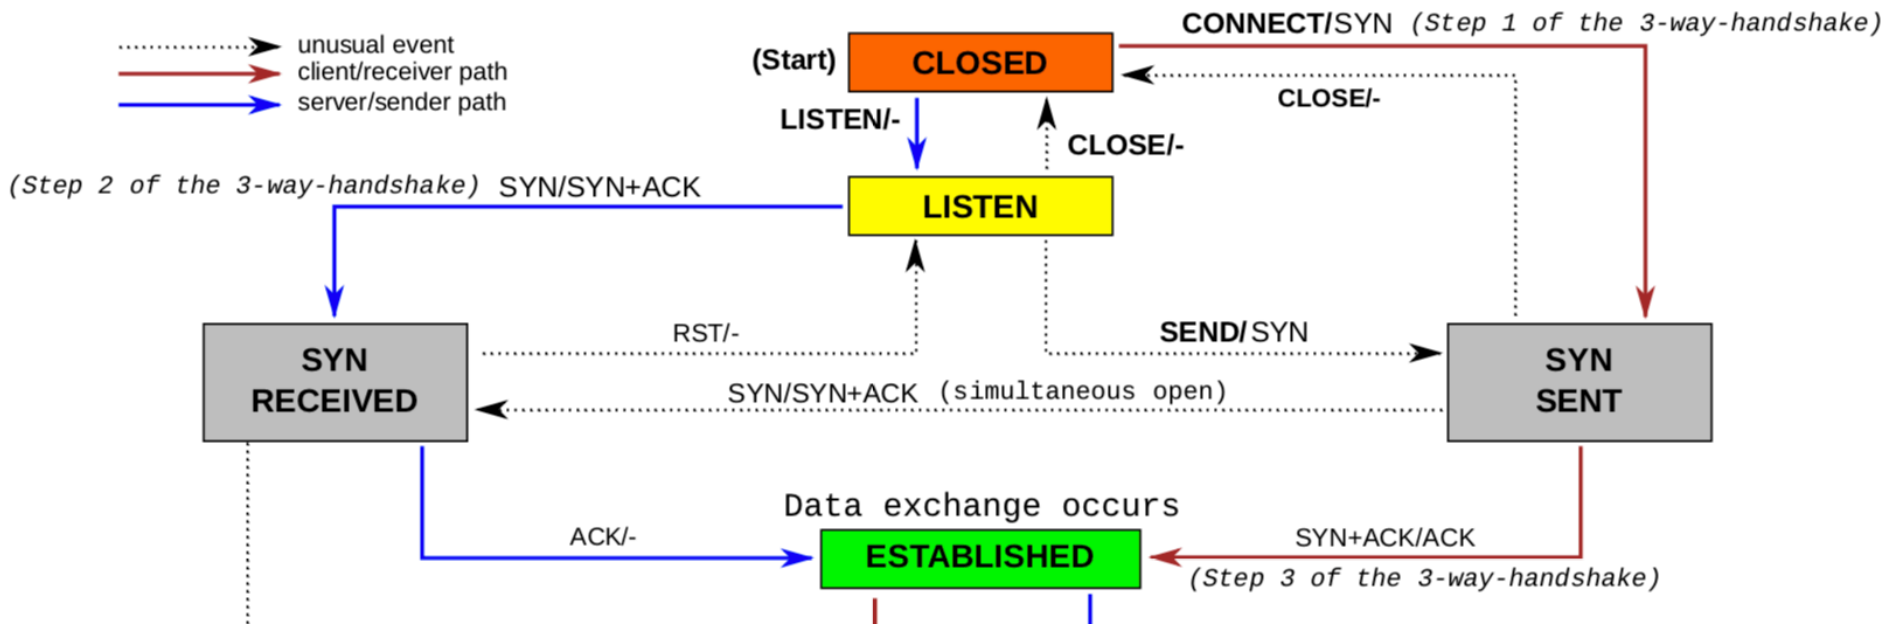 CONNECT/SYN (Step 1 of the 3-way-handshake)
unusual event
client/receiver path
server/sender path
(Start)
CLOSED
CLOSE/-
LISTEN/-
CLOSE/-
(Step 2 of the 3-way-handshake) SYN/SYN+ACK
LISTEN
RST/-
SEND/SYN
SYN
RECEIVED
SYN/SYN+ACK (simultaneous open)
SYN
SENT
Data exchange occurs
ACK/-
ESTABLISHED
SYN+ACK/ACK
(Step 3 of the 3-way-handshake)